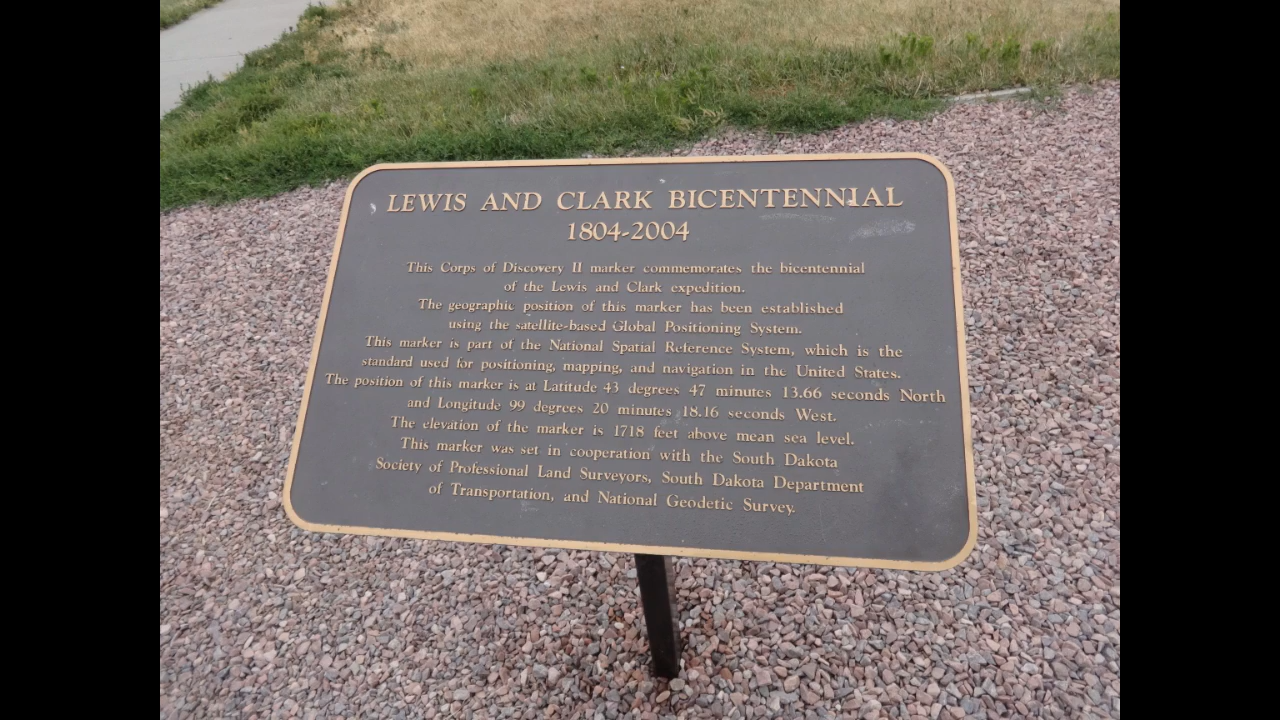 LEWIS AND CLARK BICENTENNIAL
1804-2004
This Corps of Discovery II marker commemorates the bicentennial
of the Lewis and Clark expedition.
The geographic position of this marker has been established
using the satellite-based Global Positioning System.
This marker is part of the National Spatial Reference System, which is the
standard used for positioning, mapping, and navigation in the United States.
The position of this marker is at Latitude 43 degrees 47 minutes 13.66 seconds North
and Longitude 99 degrees 20 minutes 18.16 seconds West.
The elevation of the marker is 1718 feet above mean sea level.
This marker was set in cooperation with the South Dakota
Society of Professional Land Surveyors, South Dakota Department
of Transportation, and National Geodetic Survey.